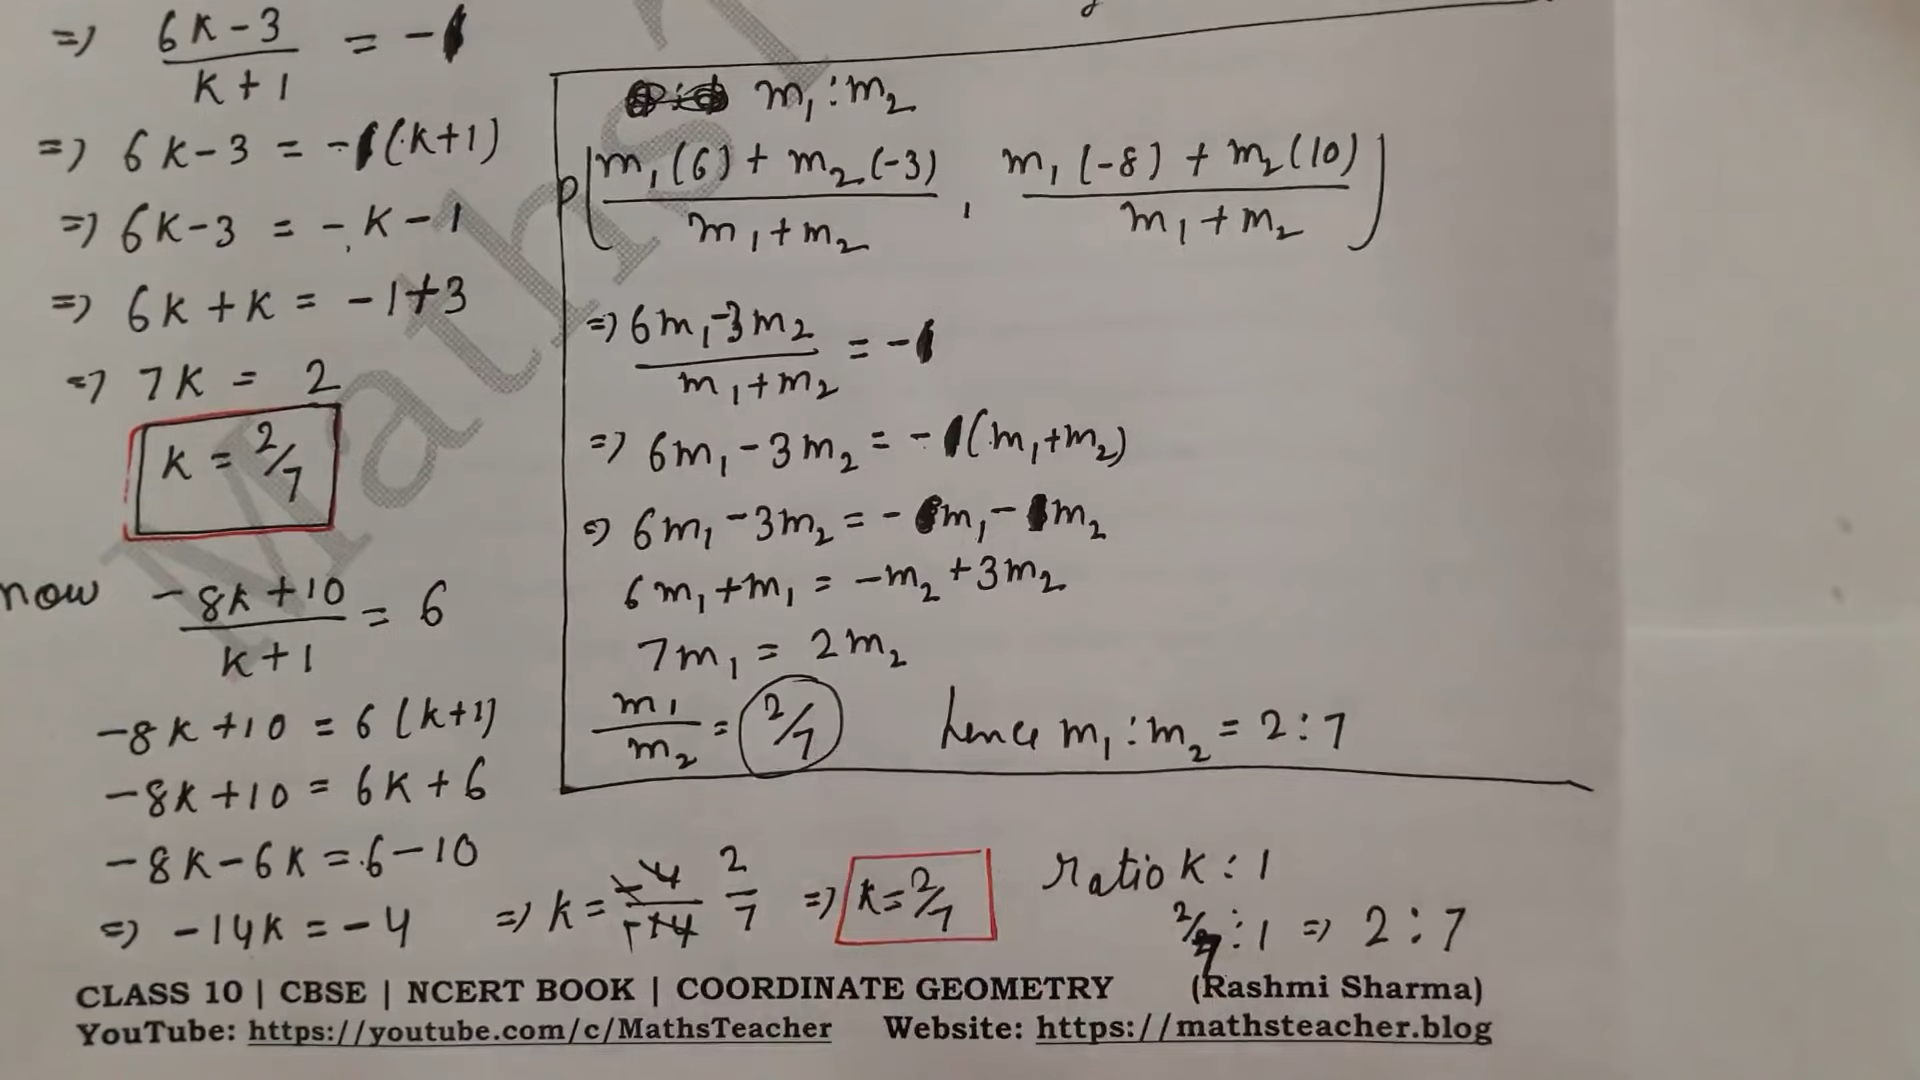 => 6k-3 / k+1 = -1
=> 6k-3 = -1(k+1)
=> 6k-3 = -k-1
=> 6k+k = -1+3
=> 7k = 2
k = 2/7
now -8k+10 / k+1 = 6
-8k+10 = 6(k+1)
-8k+10 = 6k+6
-8k-6k = 6-10
=> -14k = -4 => k = -4/-14 2/7 => k = 2/7
m₁ : m₂
P( m₁(6) + m₂(-3) / m₁+m₂ , m₁(-8) + m₂(10) / m₁+m₂ )
=> 6m₁-3m₂ / m₁+m₂ = -1
=> 6m₁-3m₂ = -1(m₁+m₂)
=> 6m₁-3m₂ = -1m₁-1m₂
6m₁+m₁ = -m₂+3m₂
7m₁ = 2m₂
m₁/m₂ = 2/7 hence m₁ : m₂ = 2 : 7
ratio k : 1
2/7 : 1 => 2 : 7
Maths T
CLASS 10 | CBSE | NCERT BOOK | COORDINATE GEOMETRY (Rashmi Sharma)
YouTube: https://youtube.com/c/MathsTeacher Website: https://mathsteacher.blog